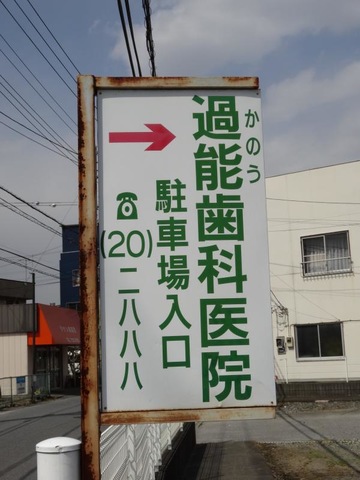 過能歯科医院
かのう
駐車場入口
☎(20)二八八八